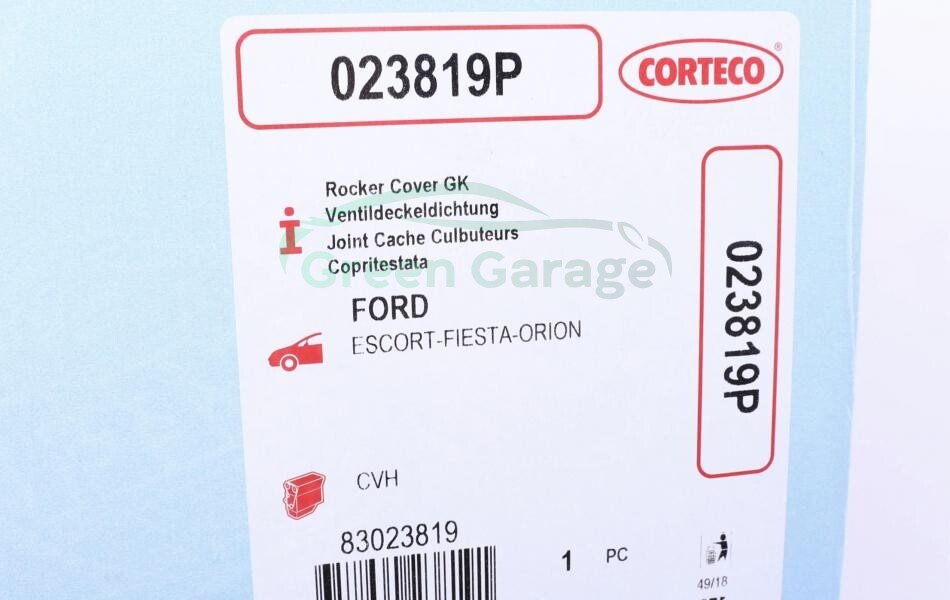 023819P
CORTECO®
Rocker Cover GK
Ventildeckeldichtung
Joint Cache Culbuteurs
Copritestata
Green Garage
FORD
ESCORT-FIESTA-ORION
023819P
CVH
83023819
1 PC
49/18